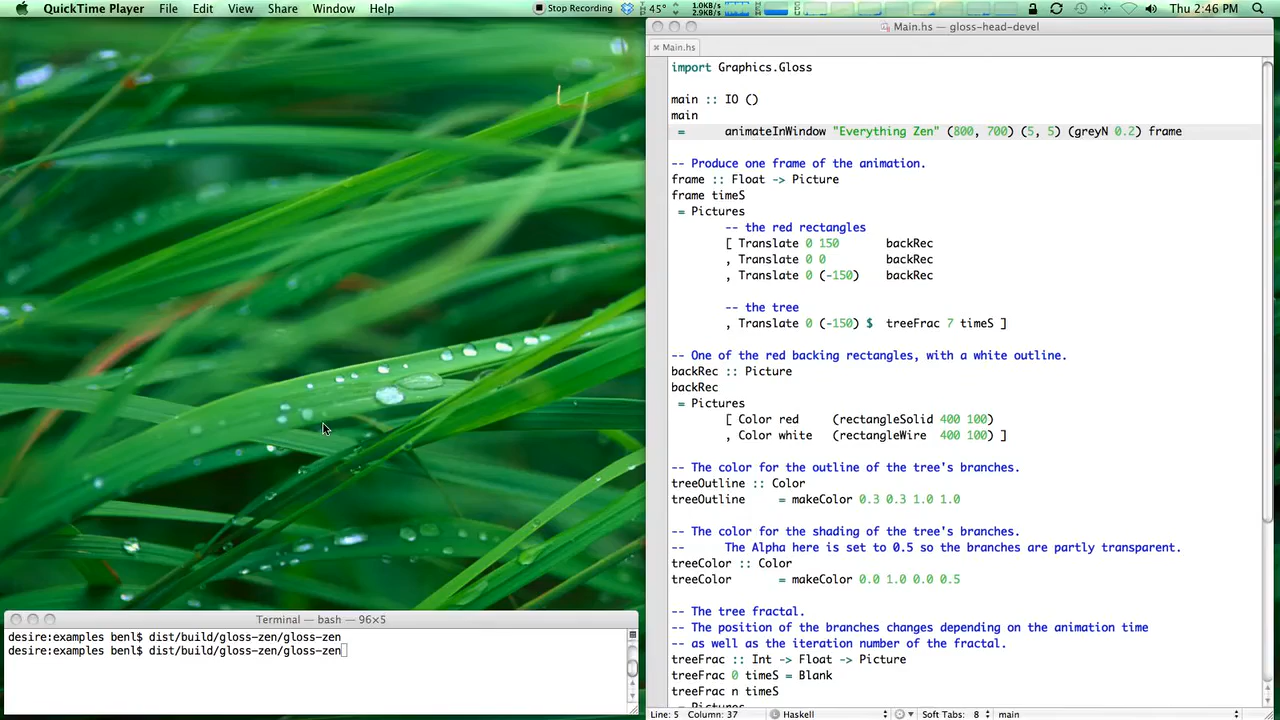 QuickTime Player File Edit View Share Window Help Stop Recording 45° 1.0KB/s 2.9KB/s Thu 2:46 PM
Main.hs — gloss-head-devel
Main.hs
import Graphics.Gloss
main :: IO ()
main
= animateInWindow "Everything Zen" (800, 700) (5, 5) (greyN 0.2) frame
-- Produce one frame of the animation.
frame :: Float -> Picture
frame timeS
= Pictures
-- the red rectangles
[ Translate 0 150 backRec
, Translate 0 0 backRec
, Translate 0 (-150) backRec
-- the tree
, Translate 0 (-150) $ treeFrac 7 timeS ]
-- One of the red backing rectangles, with a white outline.
backRec :: Picture
backRec
= Pictures
[ Color red (rectangleSolid 400 100)
, Color white (rectangleWire 400 100) ]
-- The color for the outline of the tree's branches.
treeOutline :: Color
treeOutline = makeColor 0.3 0.3 1.0 1.0
-- The color for the shading of the tree's branches.
-- The Alpha here is set to 0.5 so the branches are partly transparent.
treeColor :: Color
treeColor = makeColor 0.0 1.0 0.0 0.5
-- The tree fractal.
-- The position of the branches changes depending on the animation time
-- as well as the iteration number of the fractal.
treeFrac :: Int -> Float -> Picture
treeFrac 0 timeS = Blank
treeFrac n timeS
= Pictures
Line: 5 Column: 37 Haskell Soft Tabs: 8 main
Terminal — bash — 96×5
desire:examples benl$ dist/build/gloss-zen/gloss-zen
desire:examples benl$ dist/build/gloss-zen/gloss-zen